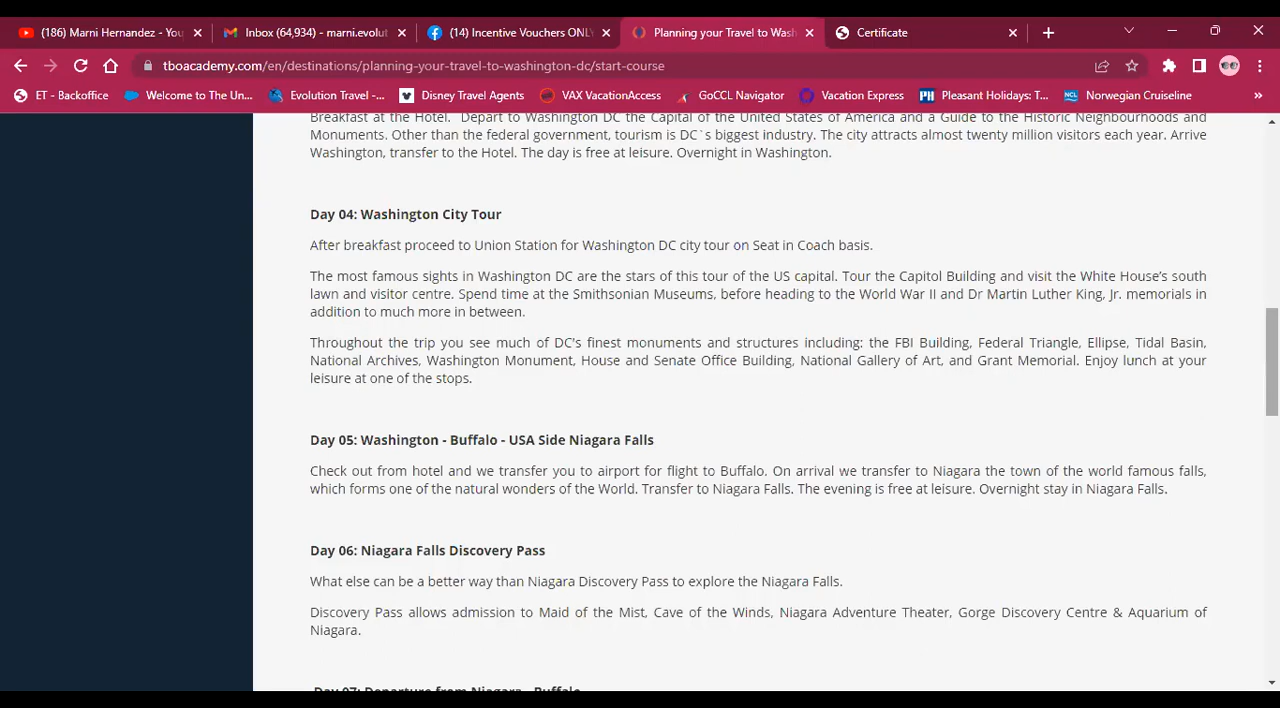 (186) Marni Hernandez - You
Inbox (64,934) - marni.evolut
(14) Incentive Vouchers ONL
Planning your Travel to Wash
Certificate
tboacademy.com/en/destinations/planning-your-travel-to-washington-dc/start-course
ET - Backoffice
Welcome to The Un...
Evolution Travel -...
Disney Travel Agents
VAX VacationAccess
GoCCL Navigator
Vacation Express
PH Pleasant Holidays: T...
NCL Norwegian Cruiseline
»
Breakfast at the Hotel. Depart to Washington DC the Capital of the United States of America and a Guide to the Historic Neighbourhoods and
Monuments. Other than the federal government, tourism is DC`s biggest industry. The city attracts almost twenty million visitors each year. Arrive
Washington, transfer to the Hotel. The day is free at leisure. Overnight in Washington.
Day 04: Washington City Tour
After breakfast proceed to Union Station for Washington DC city tour on Seat in Coach basis.
The most famous sights in Washington DC are the stars of this tour of the US capital. Tour the Capitol Building and visit the White House's south
lawn and visitor centre. Spend time at the Smithsonian Museums, before heading to the World War II and Dr Martin Luther King, Jr. memorials in
addition to much more in between.
Throughout the trip you see much of DC's finest monuments and structures including: the FBI Building, Federal Triangle, Ellipse, Tidal Basin,
National Archives, Washington Monument, House and Senate Office Building, National Gallery of Art, and Grant Memorial. Enjoy lunch at your
leisure at one of the stops.
Day 05: Washington - Buffalo - USA Side Niagara Falls
Check out from hotel and we transfer you to airport for flight to Buffalo. On arrival we transfer to Niagara the town of the world famous falls,
which forms one of the natural wonders of the World. Transfer to Niagara Falls. The evening is free at leisure. Overnight stay in Niagara Falls.
Day 06: Niagara Falls Discovery Pass
What else can be a better way than Niagara Discovery Pass to explore the Niagara Falls.
Discovery Pass allows admission to Maid of the Mist, Cave of the Winds, Niagara Adventure Theater, Gorge Discovery Centre & Aquarium of
Niagara.
Day 07: Departure from Niagara - Buffalo